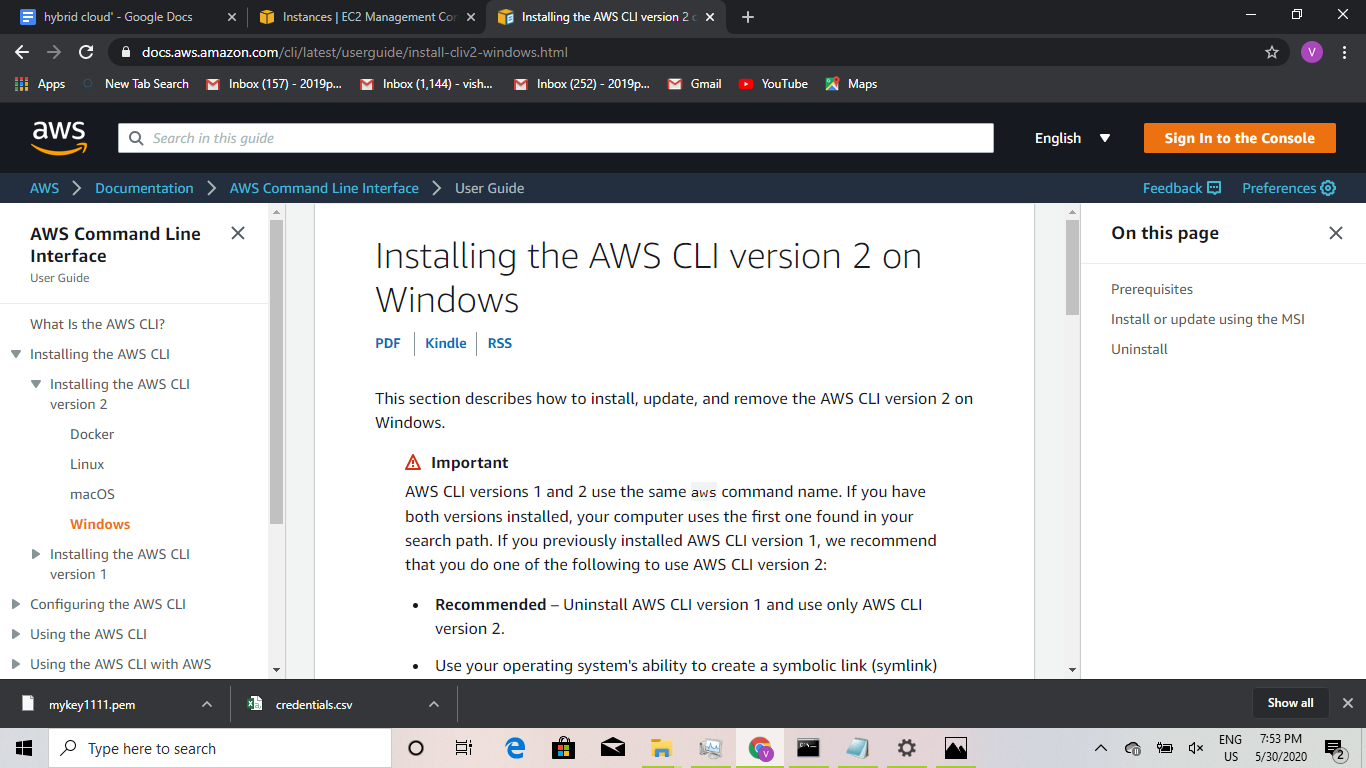 hybrid cloud' - Google Docs
Instances | EC2 Management Con
Installing the AWS CLI version 2 o
docs.aws.amazon.com/cli/latest/userguide/install-cliv2-windows.html
V
Apps
New Tab Search
Inbox (157) - 2019p...
Inbox (1,144) - vish...
Inbox (252) - 2019p...
Gmail
YouTube
Maps
aws
Search in this guide
English
Sign In to the Console
AWS
Documentation
AWS Command Line Interface
User Guide
Feedback
Preferences
AWS Command Line
Interface
User Guide
What Is the AWS CLI?
Installing the AWS CLI
Installing the AWS CLI
version 2
Docker
Linux
macOS
Windows
Installing the AWS CLI
version 1
Configuring the AWS CLI
Using the AWS CLI
Using the AWS CLI with AWS
Installing the AWS CLI version 2 on
Windows
PDF
Kindle
RSS
This section describes how to install, update, and remove the AWS CLI version 2 on
Windows.
Important
AWS CLI versions 1 and 2 use the same aws command name. If you have
both versions installed, your computer uses the first one found in your
search path. If you previously installed AWS CLI version 1, we recommend
that you do one of the following to use AWS CLI version 2:
• Recommended – Uninstall AWS CLI version 1 and use only AWS CLI
version 2.
• Use your operating system's ability to create a symbolic link (symlink)
On this page
Prerequisites
Install or update using the MSI
Uninstall
mykey1111.pem
credentials.csv
Show all
Type here to search
V
ENG
US
7:53 PM
5/30/2020
2